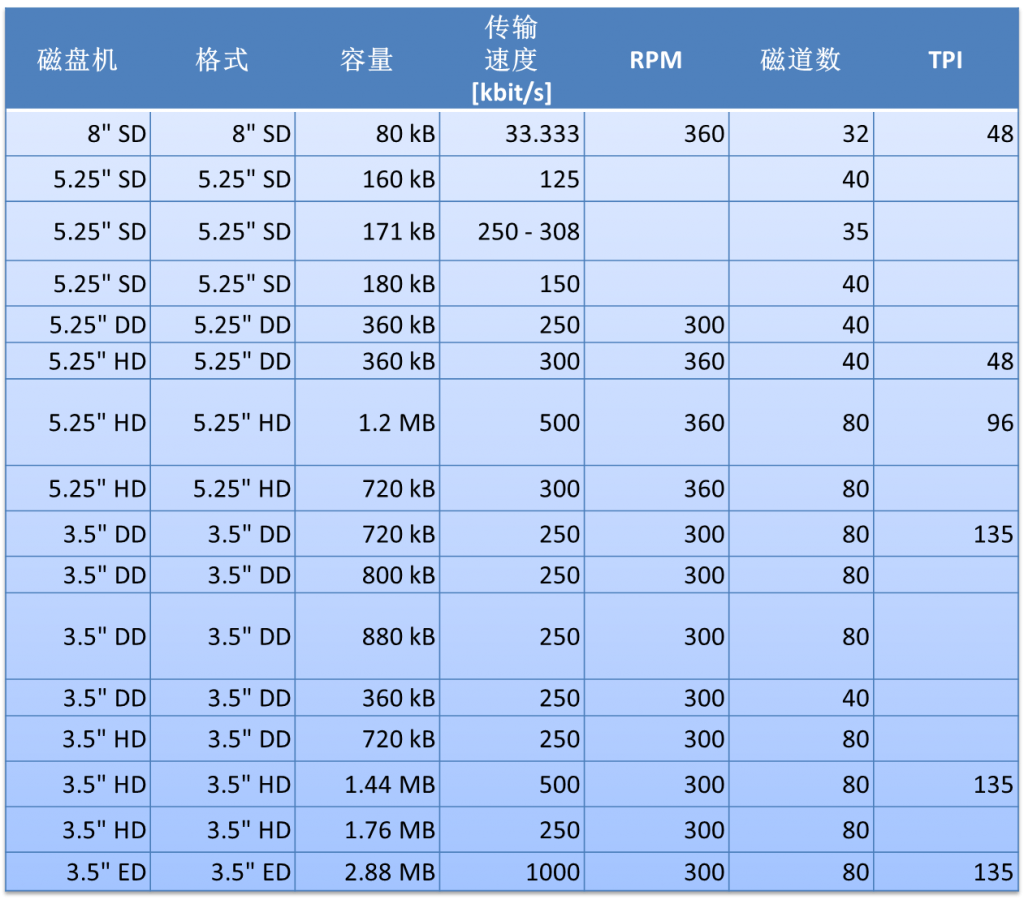 磁盘机 格式 容量 传输速度[kbit/s] RPM 磁道数 TPI
8" SD 8" SD 80 kB 33.333 360 32 48
5.25" SD 5.25" SD 160 kB 125 40
5.25" SD 5.25" SD 171 kB 250 - 308 35
5.25" SD 5.25" SD 180 kB 150 40
5.25" DD 5.25" DD 360 kB 250 300 40
5.25" HD 5.25" DD 360 kB 300 360 40 48
5.25" HD 5.25" HD 1.2 MB 500 360 80 96
5.25" HD 5.25" HD 720 kB 300 360 80
3.5" DD 3.5" DD 720 kB 250 300 80 135
3.5" DD 3.5" DD 800 kB 250 300 80
3.5" DD 3.5" DD 880 kB 250 300 80
3.5" DD 3.5" DD 360 kB 250 300 40
3.5" HD 3.5" DD 720 kB 250 300 80
3.5" HD 3.5" HD 1.44 MB 500 300 80 135
3.5" HD 3.5" HD 1.76 MB 250 300 80
3.5" ED 3.5" ED 2.88 MB 1000 300 80 135